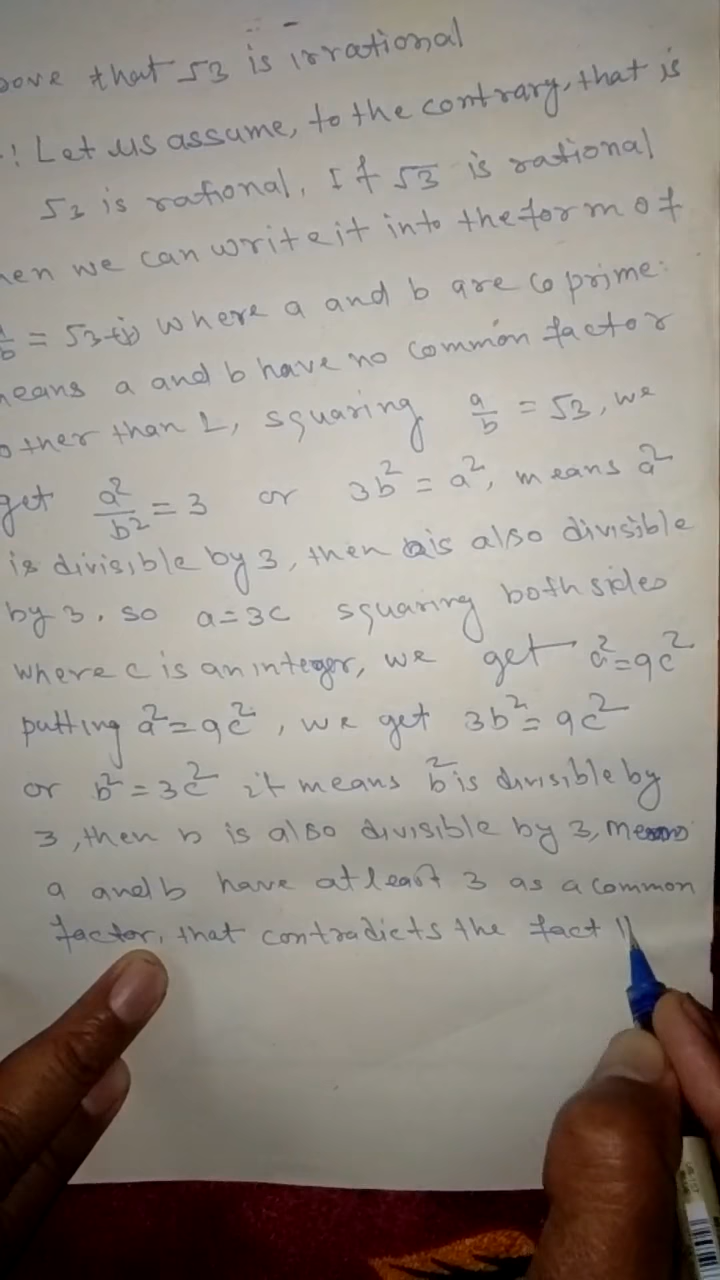 ove that √3 is irrational
: Let us assume, to the contrary, that is
√3 is rational. If √3 is rational
hen we can write it into the form of
a/b = √3 where a and b are coprime
means a and b have no common factor
other than 1, squaring a/b = √3, we
get a²/b² = 3 or 3b² = a², means a²
is divisible by 3, then a is also divisible
by 3, so a=3c squaring both sides
where c is an integer, we get a²=9c²
putting a²=9c², we get 3b²=9c²
or b²=3c² it means b² is divisible by
3, then b is also divisible by 3, means
a and b have at least 3 as a common
factor, that contradicts the fact